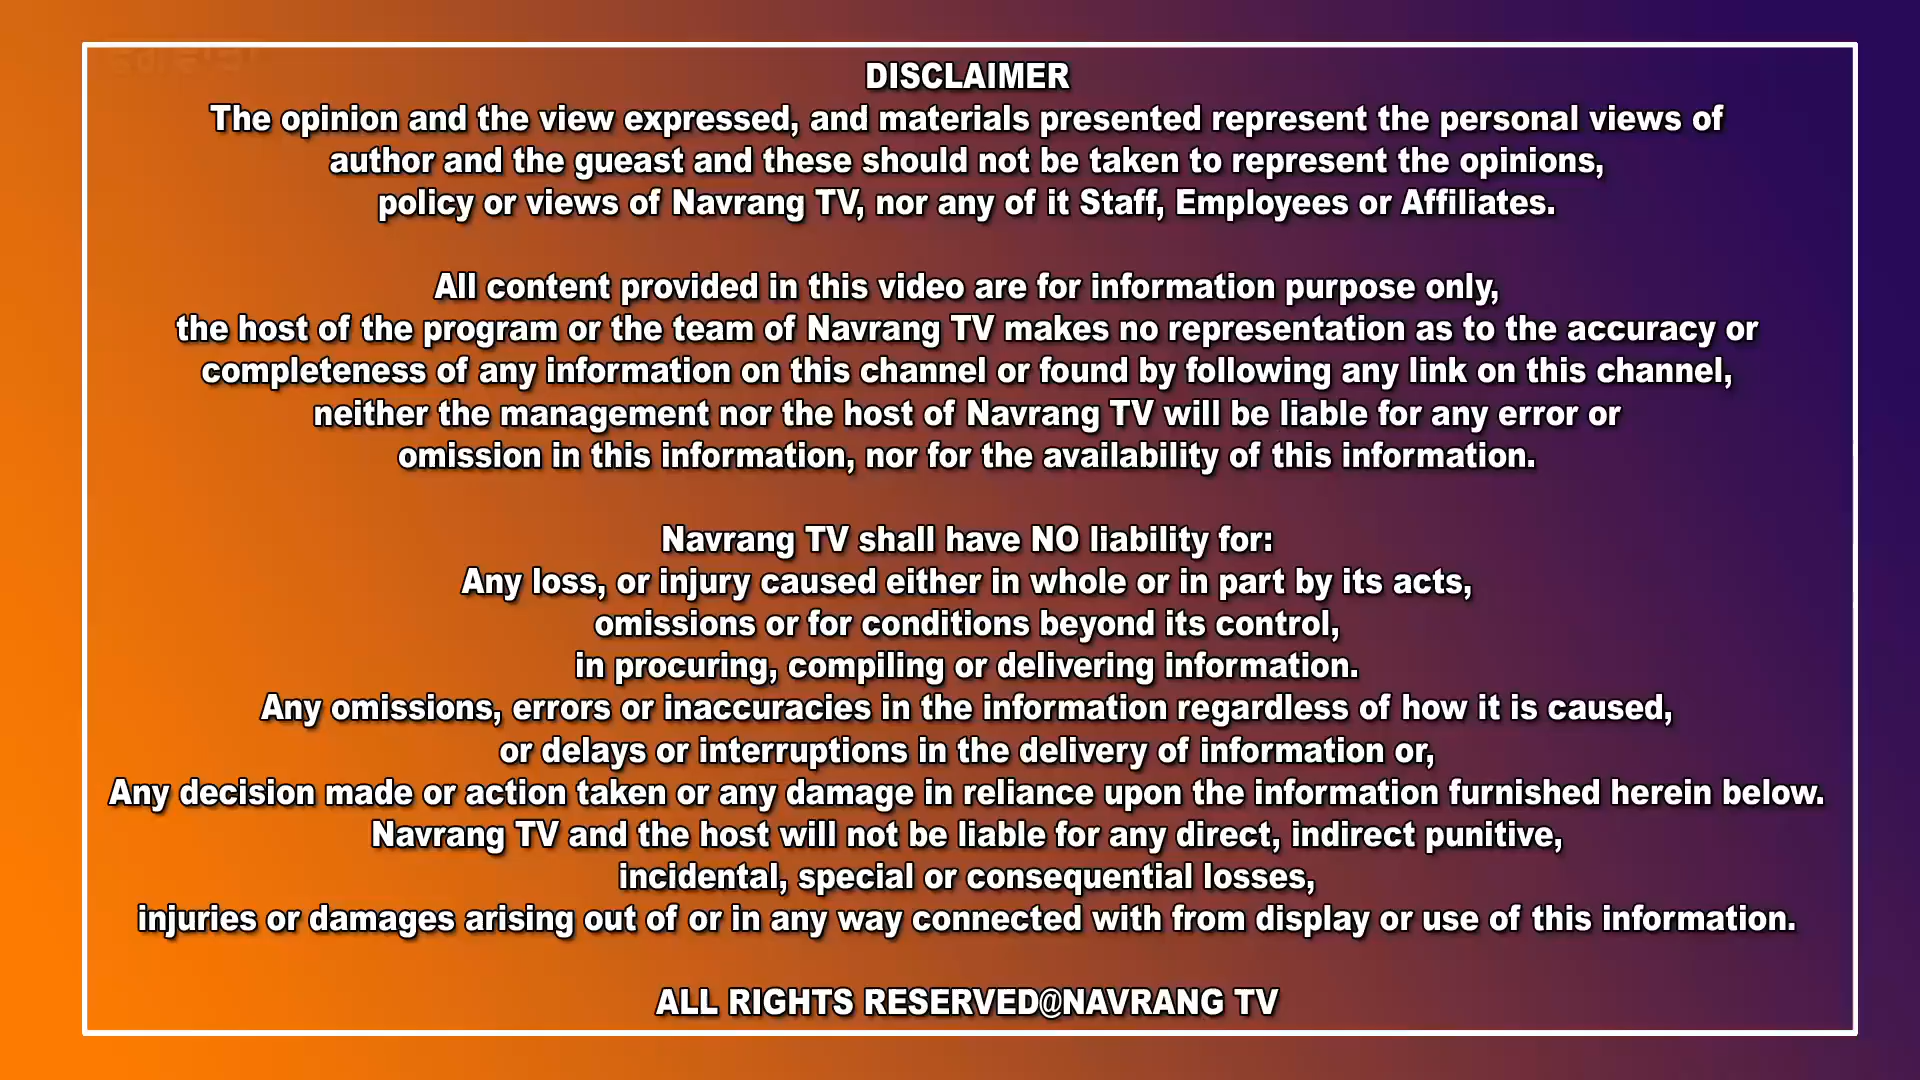 DISCLAIMER
The opinion and the view expressed, and materials presented represent the personal views of
author and the gueast and these should not be taken to represent the opinions,
policy or views of Navrang TV, nor any of it Staff, Employees or Affiliates.
All content provided in this video are for information purpose only,
the host of the program or the team of Navrang TV makes no representation as to the accuracy or
completeness of any information on this channel or found by following any link on this channel,
neither the management nor the host of Navrang TV will be liable for any error or
omission in this information, nor for the availability of this information.
Navrang TV shall have NO liability for:
Any loss, or injury caused either in whole or in part by its acts,
omissions or for conditions beyond its control,
in procuring, compiling or delivering information.
Any omissions, errors or inaccuracies in the information regardless of how it is caused,
or delays or interruptions in the delivery of information or,
Any decision made or action taken or any damage in reliance upon the information furnished herein below.
Navrang TV and the host will not be liable for any direct, indirect punitive,
incidental, special or consequential losses,
injuries or damages arising out of or in any way connected with from display or use of this information.
ALL RIGHTS RESERVED@NAVRANG TV